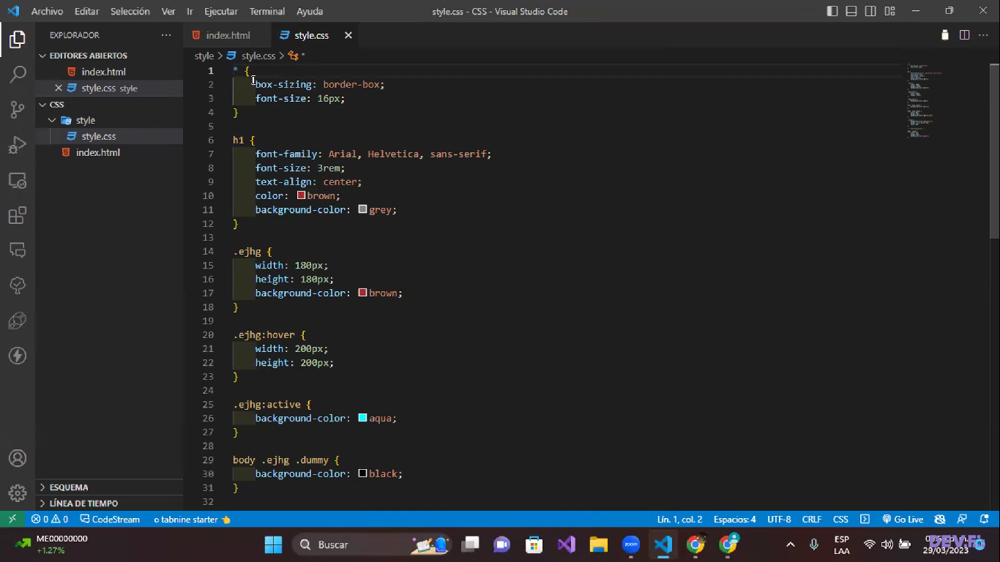 Archivo Editar Selección Ver Ir Ejecutar Terminal Ayuda style.css - CSS - Visual Studio Code
EXPLORADOR ··· index.html style.css
EDITORES ABIERTOS style > style.css > *
index.html
style.css style
CSS
style
style.css
index.html
1 * {
2 box-sizing: border-box;
3 font-size: 16px;
4 }
5
6 h1 {
7 font-family: Arial, Helvetica, sans-serif;
8 font-size: 3rem;
9 text-align: center;
10 color: brown;
11 background-color: grey;
12 }
13
14 .ejhg {
15 width: 180px;
16 height: 180px;
17 background-color: brown;
18 }
19
20 .ejhg:hover {
21 width: 200px;
22 height: 200px;
23 }
24
25 .ejhg:active {
26 background-color: aqua;
27 }
28
29 body .ejhg .dummy {
30 background-color: black;
31 }
32
ESQUEMA
LÍNEA DE TIEMPO
0 0 CodeStream tabnine starter Lín. 1, col. 2 Espacios: 4 UTF-8 CRLF CSS Go Live
ME00000000
+1.27%
Buscar
zoom
ESP
LAA
DEV.F
29/03/2023